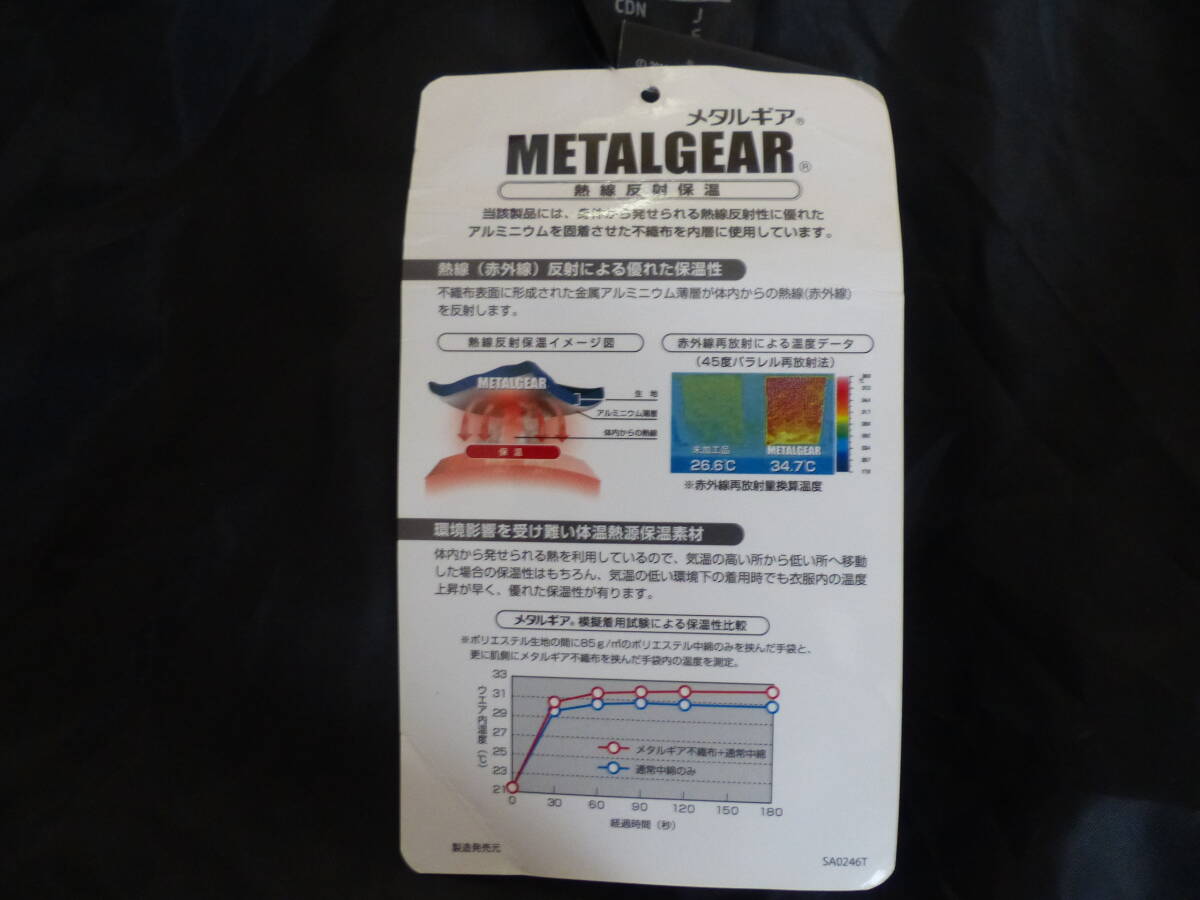 CDN
J
メタルギア®
METALGEAR®
熱線反射保温
当該製品には、身体から発せられる熱線反射性に優れた
アルミニウムを固着させた不織布を内層に使用しています。
熱線（赤外線）反射による優れた保温性
不織布表面に形成された金属アルミニウム薄層が体内からの熱線(赤外線)
を反射します。
熱線反射保温イメージ図
METALGEAR
生地
アルミニウム薄層
体内からの熱線
保温
赤外線再放射による温度データ
（45度パラレル再放射法）
未加工品
METALGEAR
26.6℃
34.7℃
※赤外線再放射量換算温度
環境影響を受け難い体温熱源保温素材
体内から発せられる熱を利用しているので、気温の高い所から低い所へ移動
した場合の保温性はもちろん、気温の低い環境下の着用時でも衣服内の温度
上昇が早く、優れた保温性が有ります。
メタルギア®模擬着用試験による保温性比較
※ポリエステル生地の間に85g/㎡のポリエステル中綿のみを挟んだ手袋と、
更に肌側にメタルギア不織布を挟んだ手袋内の温度を測定。
ウエア内温度（℃）
33
31
29
27
25
23
21
メタルギア不織布+通常中綿
通常中綿のみ
0 30 60 90 120 150 180
経過時間（秒）
製造発売元
SA0246T